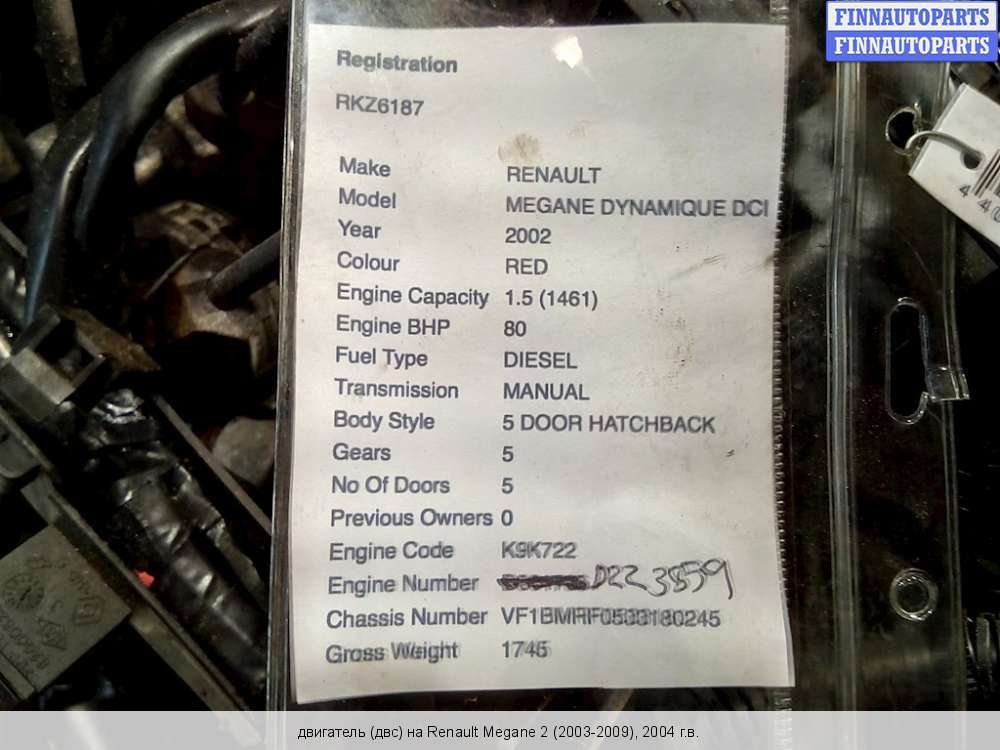 FINNAUTOPARTS
FINNAUTOPARTS
Registration
RKZ6187
Make RENAULT
Model MEGANE DYNAMIQUE DCI
Year 2002
Colour RED
Engine Capacity 1.5 (1461)
Engine BHP 80
Fuel Type DIESEL
Transmission MANUAL
Body Style 5 DOOR HATCHBACK
Gears 5
No Of Doors 5
Previous Owners 0
Engine Code K9K722
Engine Number D223859
Chassis Number VF1BMRF0533180245
Gross Weight 1745
двигатель (двс) на Renault Megane 2 (2003-2009), 2004 г.в.